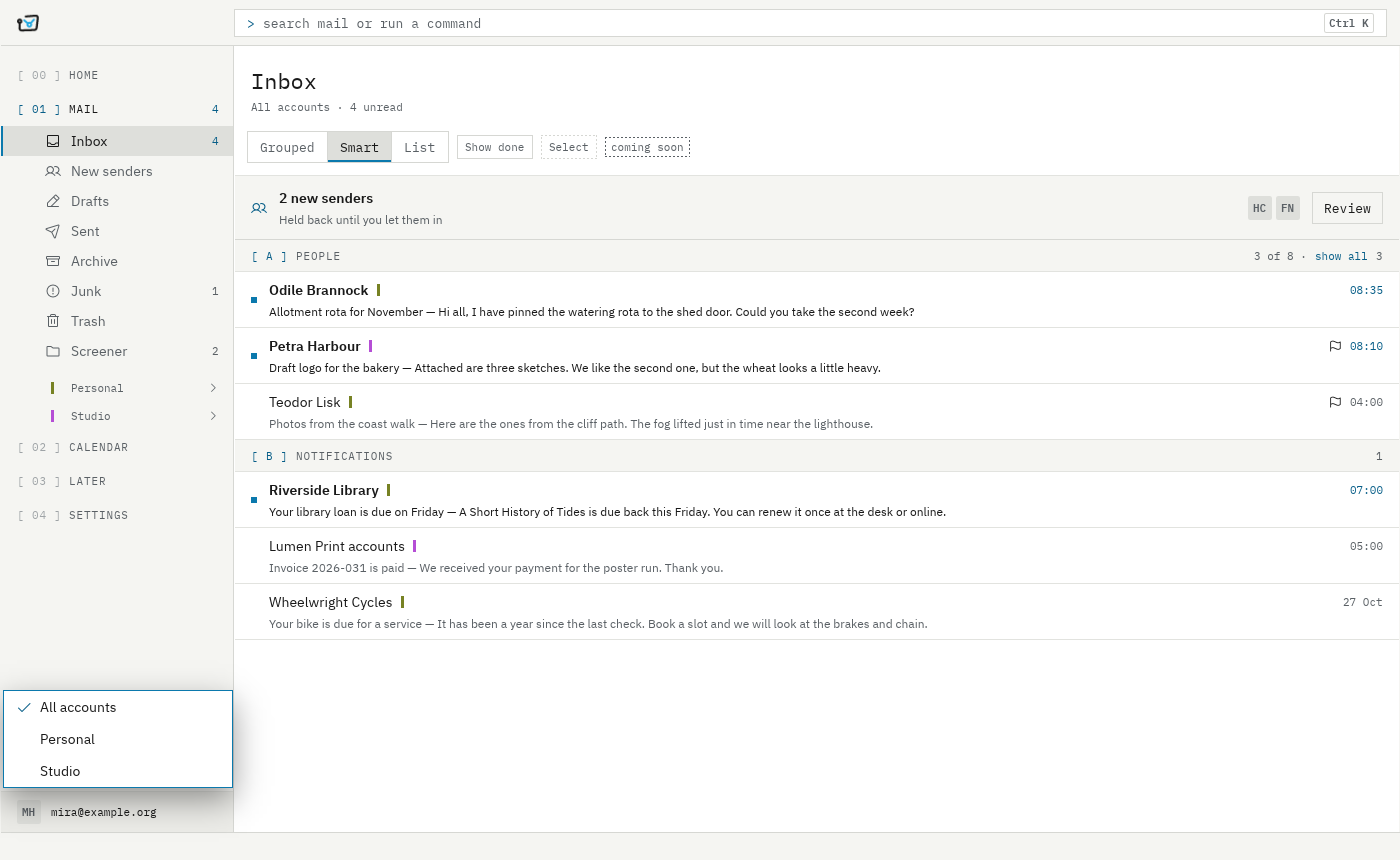 > search mail or run a command Ctrl K
[ 00 ] HOME
[ 01 ] MAIL 4
Inbox 4
New senders
Drafts
Sent
Archive
Junk 1
Trash
Screener 2
Personal
Studio
[ 02 ] CALENDAR
[ 03 ] LATER
[ 04 ] SETTINGS
All accounts
Personal
Studio
MH mira@example.org
Inbox
All accounts · 4 unread
Grouped Smart List Show done Select coming soon
2 new senders
Held back until you let them in
HC FN Review
[ A ] PEOPLE 3 of 8 · show all 3
Odile Brannock 08:35
Allotment rota for November — Hi all, I have pinned the watering rota to the shed door. Could you take the second week?
Petra Harbour 08:10
Draft logo for the bakery — Attached are three sketches. We like the second one, but the wheat looks a little heavy.
Teodor Lisk 04:00
Photos from the coast walk — Here are the ones from the cliff path. The fog lifted just in time near the lighthouse.
[ B ] NOTIFICATIONS 1
Riverside Library 07:00
Your library loan is due on Friday — A Short History of Tides is due back this Friday. You can renew it once at the desk or online.
Lumen Print accounts 05:00
Invoice 2026-031 is paid — We received your payment for the poster run. Thank you.
Wheelwright Cycles 27 Oct
Your bike is due for a service — It has been a year since the last check. Book a slot and we will look at the brakes and chain.